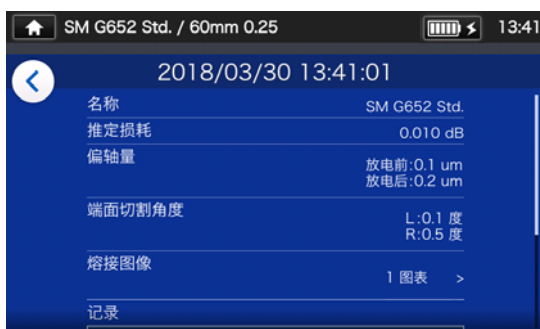 SM G652 Std. / 60mm 0.25 13:41
2018/03/30 13:41:01
名称 SM G652 Std.
推定损耗 0.010 dB
偏轴量 放电前:0.1 um
放电后:0.2 um
端面切割角度 L:0.1 度
R:0.5 度
熔接图像 1 图表 >
记录